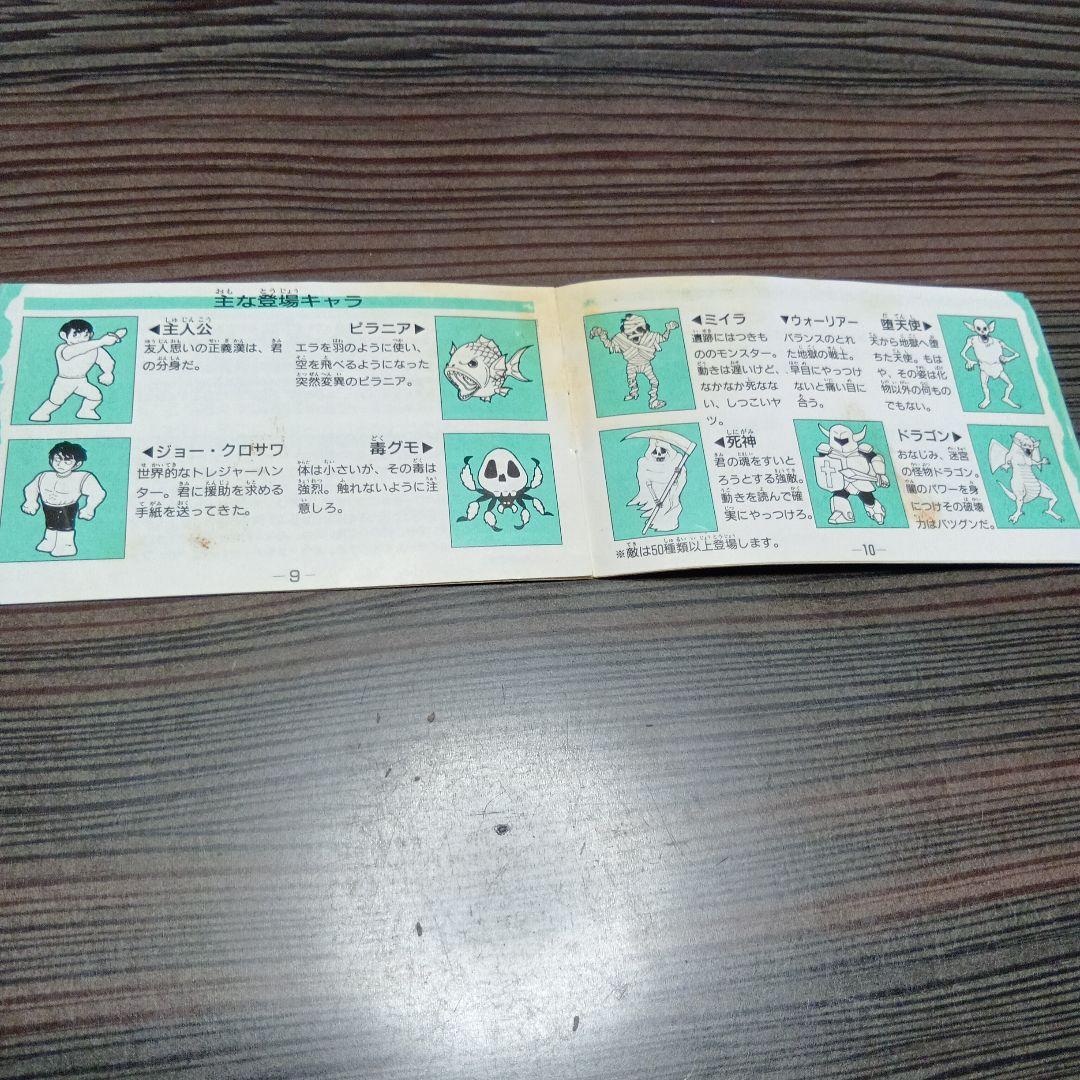 主な登場キャラ
◀主人公
友人思いの正義漢は、君
の分身だ。
ピラニア▶
エラを羽のように使い、
空を飛べるようになった
突然変異のピラニア。
◀ジョー・クロサワ
世界的なトレジャーハン
ター。君に援助を求める
手紙を送ってきた。
毒グモ▶
体は小さいが、その毒は
強烈。触れないように注
意しろ。
—9—
◀ミイラ
遺跡にはつきも
ののモンスター。
動きは遅いけど、
なかなか死なな
い、しつこいヤ
ツ。
▼ウォーリアー
バランスのとれ
た地獄の戦士。
早目にやっつけ
ないと痛い目に
合う。
堕天使▶
天から地獄へ堕
ちた天使。もは
や、その姿は化
物以外の何もの
でもない。
◀死神
君の魂をすいと
ろうとする強敵。
動きを読んで確
実にやっつけろ。
ドラゴン▶
おなじみ、迷宮
の怪物ドラゴン。
闇のパワーを身
につけその破壊
力はバツグンだ。
※敵は50種類以上登場します。
—10—